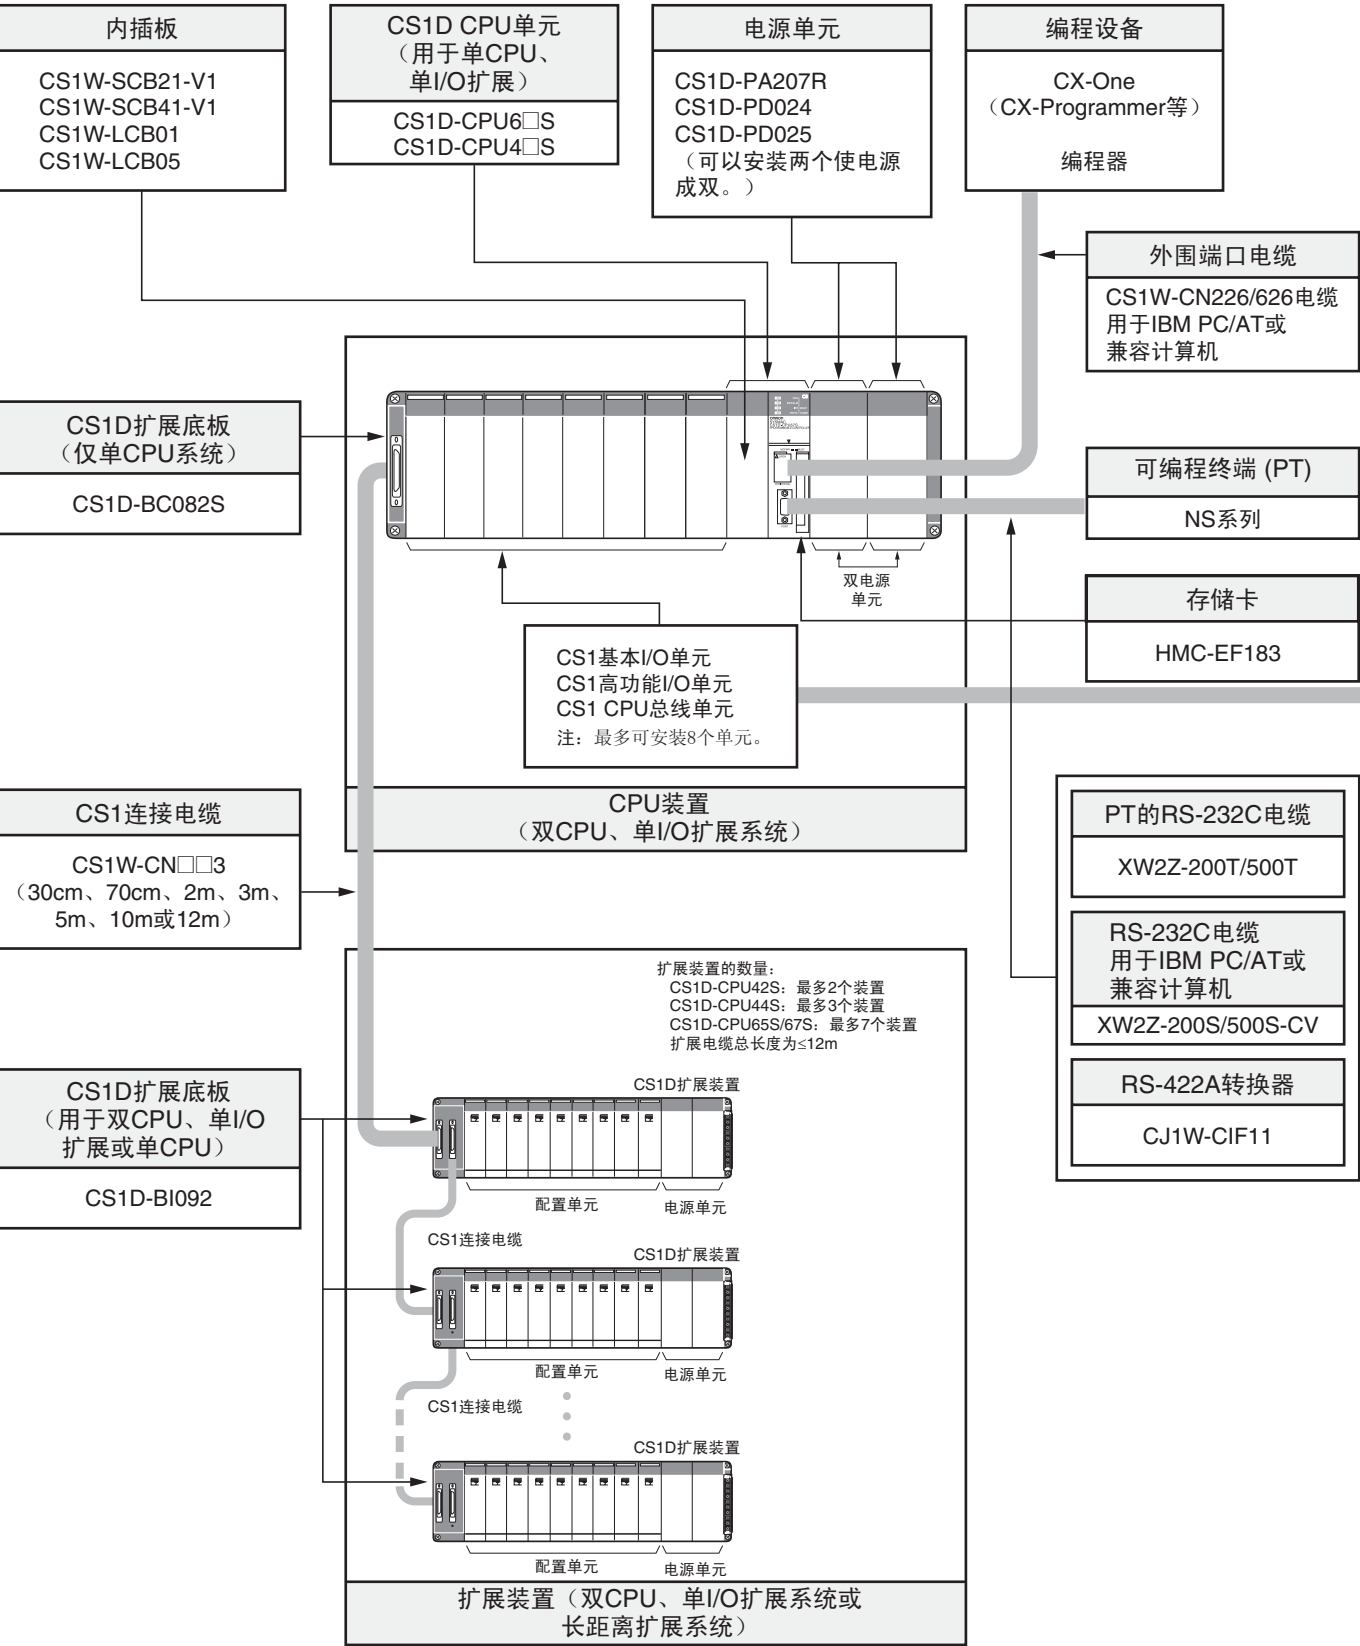 内插板
CS1W-SCB21-V1
CS1W-SCB41-V1
CS1W-LCB01
CS1W-LCB05
CS1D CPU单元
（用于单CPU、
单I/O扩展）
CS1D-CPU6□S
CS1D-CPU4□S
电源单元
CS1D-PA207R
CS1D-PD024
CS1D-PD025
（可以安装两个使电源
成双。）
编程设备
CX-One
（CX-Programmer等）
编程器
外围端口电缆
CS1W-CN226/626电缆
用于IBM PC/AT或
兼容计算机
CS1D扩展底板
（仅单CPU系统）
CS1D-BC082S
可编程终端 (PT)
NS系列
双电源
单元
存储卡
HMC-EF183
CS1基本I/O单元
CS1高功能I/O单元
CS1 CPU总线单元
注：最多可安装8个单元。
CPU装置
（双CPU、单I/O扩展系统）
CS1连接电缆
CS1W-CN□□3
（30cm、70cm、2m、3m、
5m、10m或12m）
PT的RS-232C电缆
XW2Z-200T/500T
RS-232C电缆
用于IBM PC/AT或
兼容计算机
XW2Z-200S/500S-CV
RS-422A转换器
CJ1W-CIF11
扩展装置的数量：
CS1D-CPU42S：最多2个装置
CS1D-CPU44S：最多3个装置
CS1D-CPU65S/67S：最多7个装置
扩展电缆总长度为≤12m
CS1D扩展底板
（用于双CPU、单I/O
扩展或单CPU）
CS1D-BI092
CS1D扩展装置
配置单元
电源单元
CS1连接电缆
CS1D扩展装置
配置单元
电源单元
CS1连接电缆
CS1D扩展装置
配置单元
电源单元
扩展装置（双CPU、单I/O扩展系统或
长距离扩展系统）